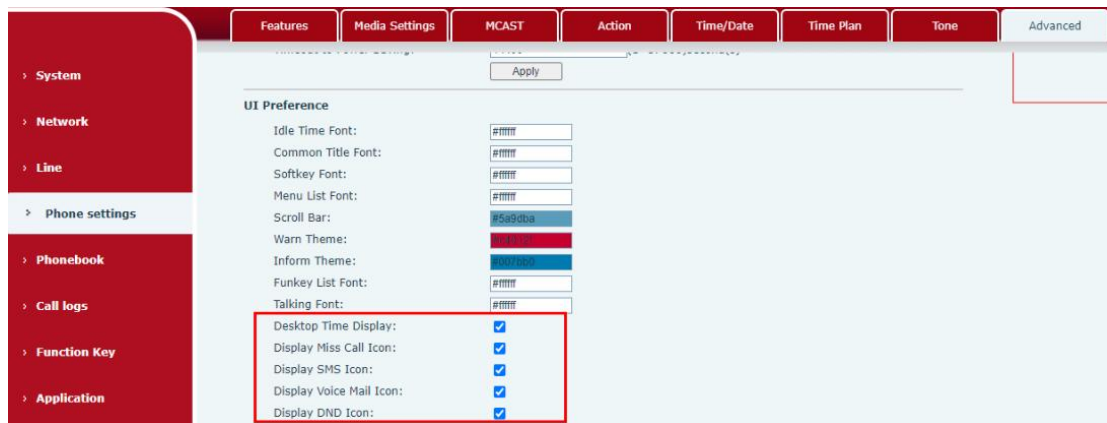 Features Media Settings MCAST Action Time/Date Time Plan Tone Advanced
› System
Apply
UI Preference
› Network
Idle Time Font: #ffffff
Common Title Font: #ffffff
› Line
Softkey Font: #ffffff
Menu List Font: #ffffff
› Phone settings
Scroll Bar: #5a9dba
Warn Theme:
› Phonebook
Inform Theme: #007bb0
Funkey List Font: #ffffff
› Call logs
Talking Font: #ffffff
Desktop Time Display:
› Function Key
Display Miss Call Icon:
Display SMS Icon:
› Application
Display Voice Mail Icon:
Display DND Icon: